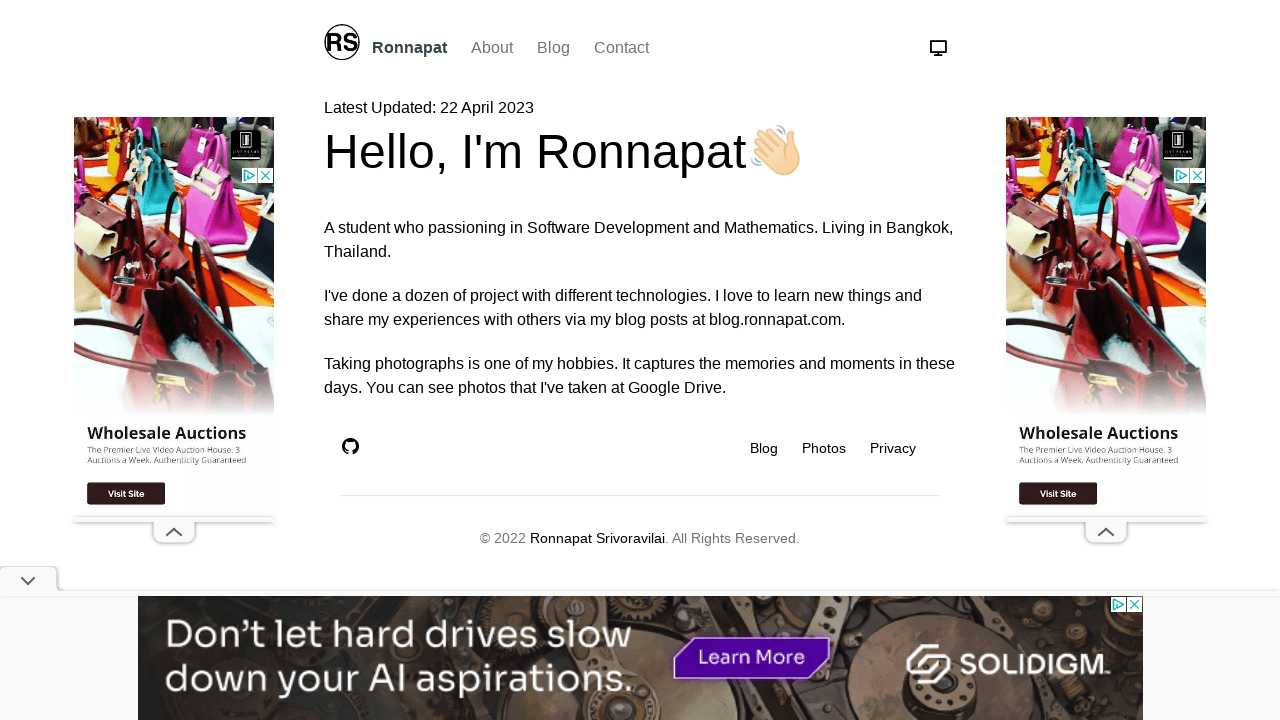 RS
Ronnapat About Blog Contact
Latest Updated: 22 April 2023
Hello, I'm Ronnapat
A student who passioning in Software Development and Mathematics. Living in Bangkok,
Thailand.
I've done a dozen of project with different technologies. I love to learn new things and
share my experiences with others via my blog posts at blog.ronnapat.com.
Taking photographs is one of my hobbies. It captures the memories and moments in these
days. You can see photos that I've taken at Google Drive.
Blog Photos Privacy
© 2022 Ronnapat Srivoravilai. All Rights Reserved.
Wholesale Auctions
The Premier Live Video Auction House. 3
Auctions a Week. Authenticity Guaranteed
Visit Site
Wholesale Auctions
The Premier Live Video Auction House. 3
Auctions a Week. Authenticity Guaranteed
Visit Site
Don't let hard drives slow
down your AI aspirations.
Learn More
SOLIDIGM